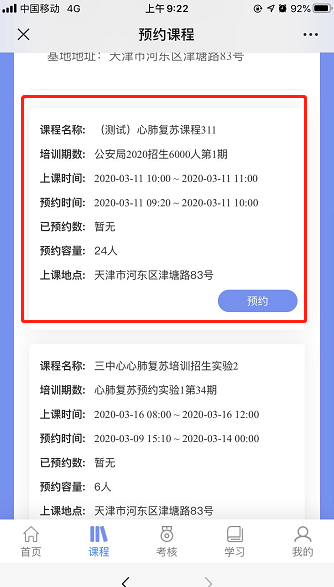 中国移动 4G 上午 9:22 92%
预约课程
基地地址： 天津市河东区津塘路83号
课程名称: （测试）心肺复苏课程311
培训期数: 公安局2020招生6000人第1期
上课时间: 2020-03-11 10:00 ~ 2020-03-11 11:00
预约时间: 2020-03-11 09:20 ~ 2020-03-11 10:00
已预约数: 暂无
预约容量: 24人
上课地点: 天津市河东区津塘路83号
预约
课程名称: 三中心心肺复苏培训招生实验2
培训期数: 心肺复苏预约实验1第34期
上课时间: 2020-03-16 08:00 ~ 2020-03-16 12:00
预约时间: 2020-03-09 15:10 ~ 2020-03-14 00:00
已预约数: 暂无
预约容量: 6人
上课地点: 天津市河东区津塘路83号
首页 课程 考核 学习 我的